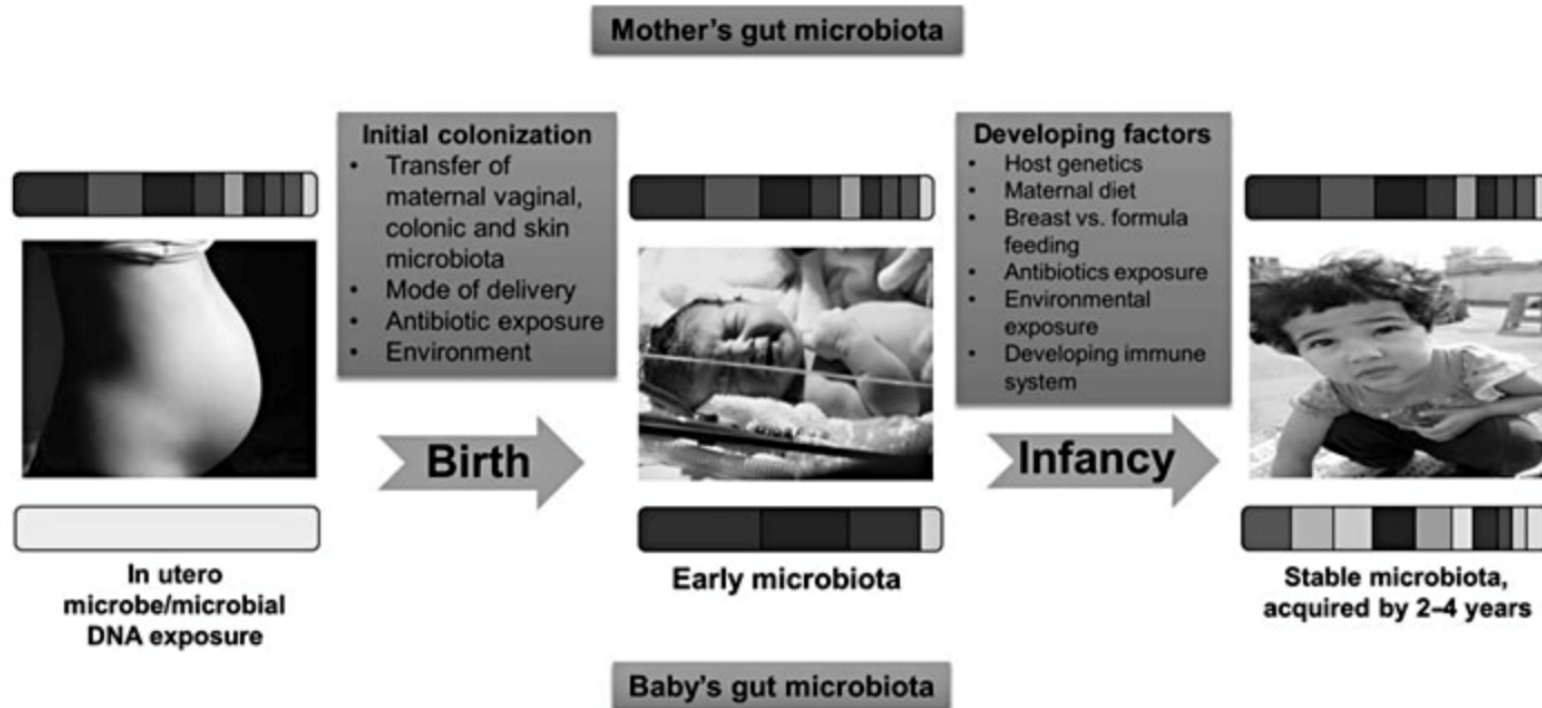 Mother's gut microbiota
Initial colonization
• Transfer of
maternal vaginal,
colonic and skin
microbiota
• Mode of delivery
• Antibiotic exposure
• Environment
Developing factors
• Host genetics
• Maternal diet
• Breast vs. formula
feeding
• Antibiotics exposure
• Environmental
exposure
• Developing immune
system
Birth
Infancy
In utero
microbe/microbial
DNA exposure
Early microbiota
Stable microbiota,
acquired by 2–4 years
Baby's gut microbiota